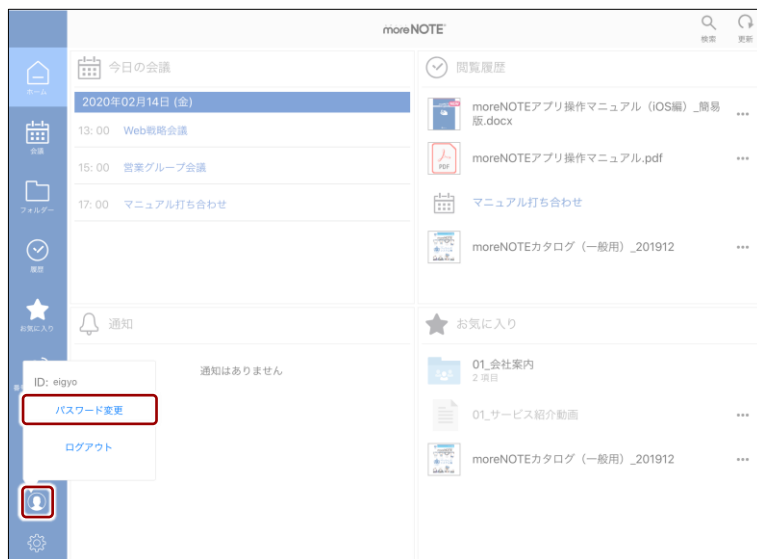 moreNOTE
検索
更新
ホーム
会議
フォルダー
履歴
お気に入り
今日の会議
2020年02月14日 (金)
13:00 Web戦略会議
15:00 営業グループ会議
17:00 マニュアル打ち合わせ
閲覧履歴
moreNOTEアプリ操作マニュアル（iOS編）_簡易
版.docx
PDF
moreNOTEアプリ操作マニュアル.pdf
マニュアル打ち合わせ
moreNOTEカタログ（一般用）_201912
通知
通知はありません
お気に入り
01_会社案内
2 項目
01_サービス紹介動画
moreNOTEカタログ（一般用）_201912
ID: eigyo
パスワード変更
ログアウト